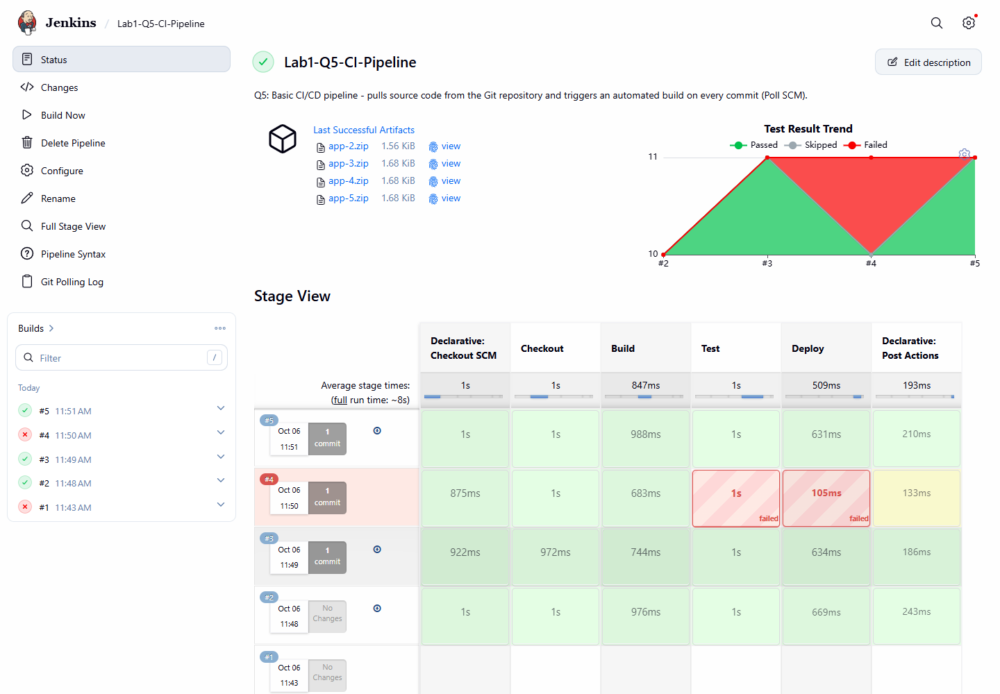 Jenkins / Lab1-Q5-CI-Pipeline
Status
Changes
Build Now
Delete Pipeline
Configure
Rename
Full Stage View
Pipeline Syntax
Git Polling Log
Builds
Filter /
Today
#5 11:51 AM
#4 11:50 AM
#3 11:49 AM
#2 11:48 AM
#1 11:43 AM
Lab1-Q5-CI-Pipeline
Edit description
Q5: Basic CI/CD pipeline - pulls source code from the Git repository and triggers an automated build on every commit (Poll SCM).
Last Successful Artifacts
app-2.zip 1.56 KiB view
app-3.zip 1.68 KiB view
app-4.zip 1.68 KiB view
app-5.zip 1.68 KiB view
Test Result Trend
Passed Skipped Failed
11
10
#2 #3 #4 #5
Stage View
Declarative: Checkout SCM
Checkout
Build
Test
Deploy
Declarative: Post Actions
Average stage times:
(full run time: ~8s)
1s 1s 847ms 1s 509ms 193ms
#5
Oct 06
11:51
1
commit
1s 1s 988ms 1s 631ms 210ms
#4
Oct 06
11:50
1
commit
875ms 1s 683ms 1s 105ms 133ms
failed failed
#3
Oct 06
11:49
1
commit
922ms 972ms 744ms 1s 634ms 186ms
#2
Oct 06
11:48
No
Changes
1s 1s 976ms 1s 669ms 243ms
#1
Oct 06
11:43
No
Changes